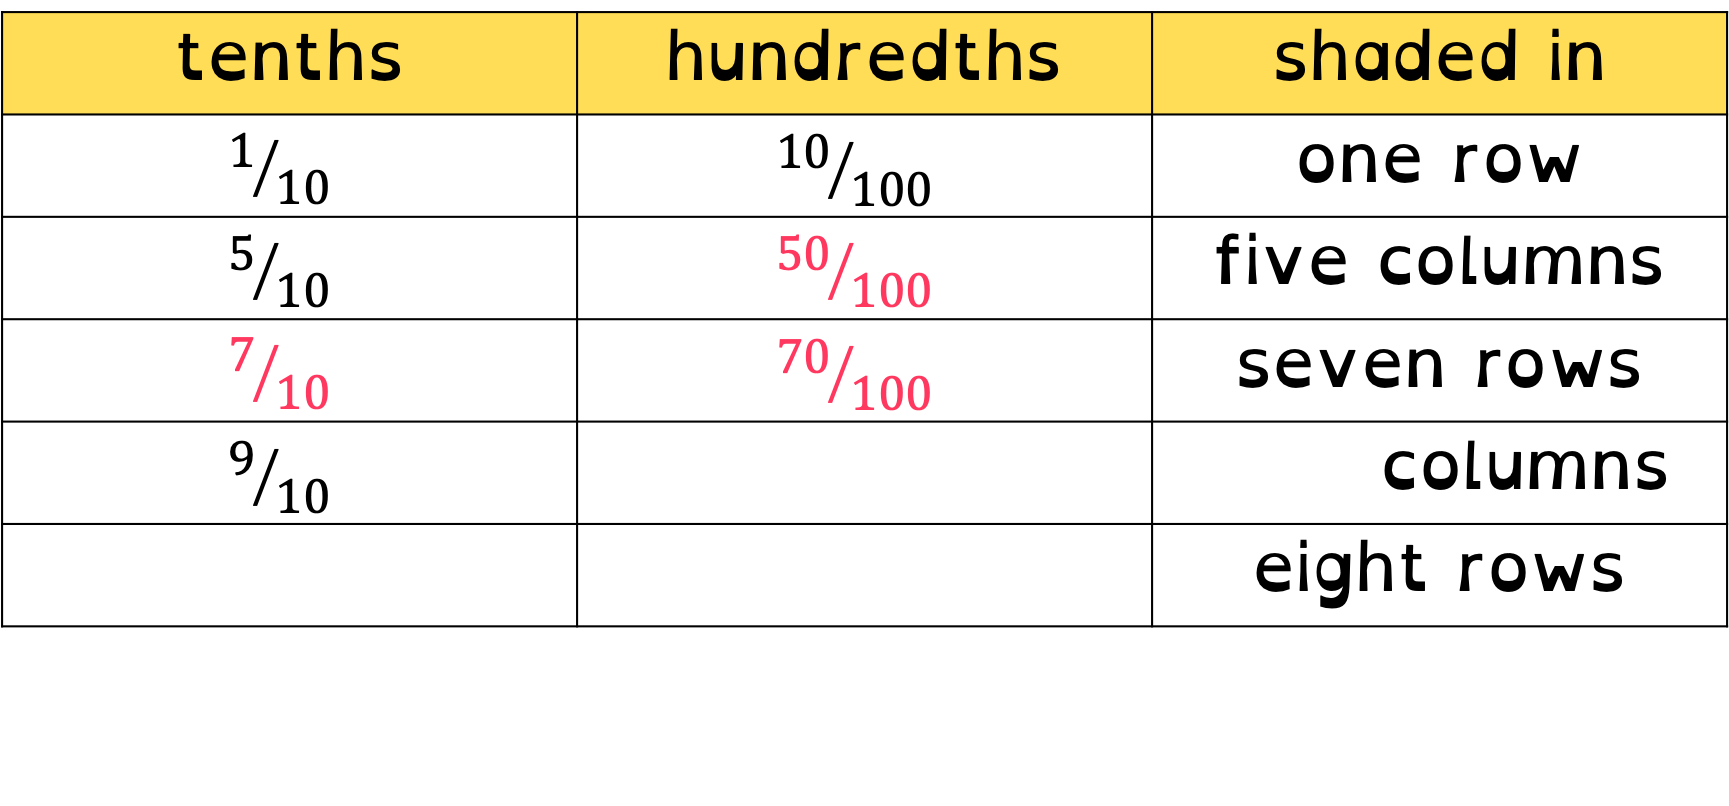 tenths hundredths shaded in
1/10 10/100 one row
5/10 50/100 five columns
7/10 70/100 seven rows
9/10 columns
eight rows